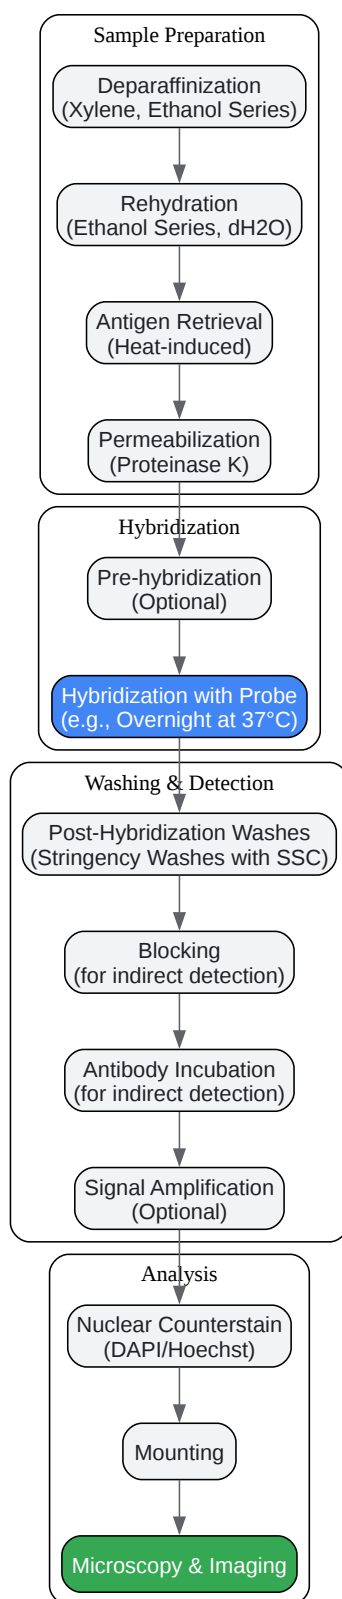 Sample Preparation
Deparaffinization
(Xylene, Ethanol Series)
Rehydration
(Ethanol Series, dH2O)
Antigen Retrieval
(Heat-induced)
Permeabilization
(Proteinase K)
Hybridization
Pre-hybridization
(Optional)
Hybridization with Probe
(e.g., Overnight at 37°C)
Washing & Detection
Post-Hybridization Washes
(Stringency Washes with SSC)
Blocking
(for indirect detection)
Antibody Incubation
(for indirect detection)
Signal Amplification
(Optional)
Analysis
Nuclear Counterstain
(DAPI/Hoechst)
Mounting
Microscopy & Imaging